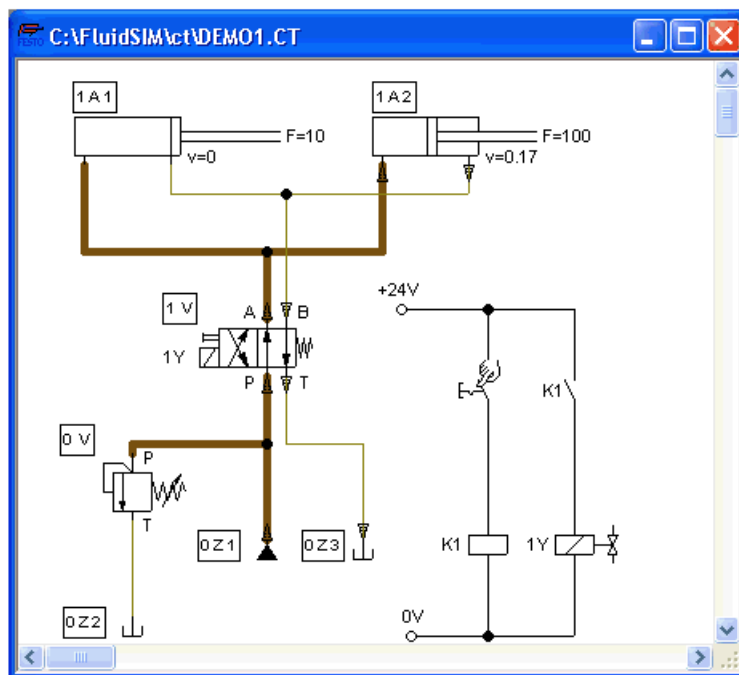 FESTO C:\FluidSIM\ct\DEMO1.CT
1A1
1A2
F=10
F=100
v=0
v=0.17
1V
A
B
1Y
P
T
+24V
K1
0V
P
T
0Z1
0Z3
K1
1Y
0Z2
0V